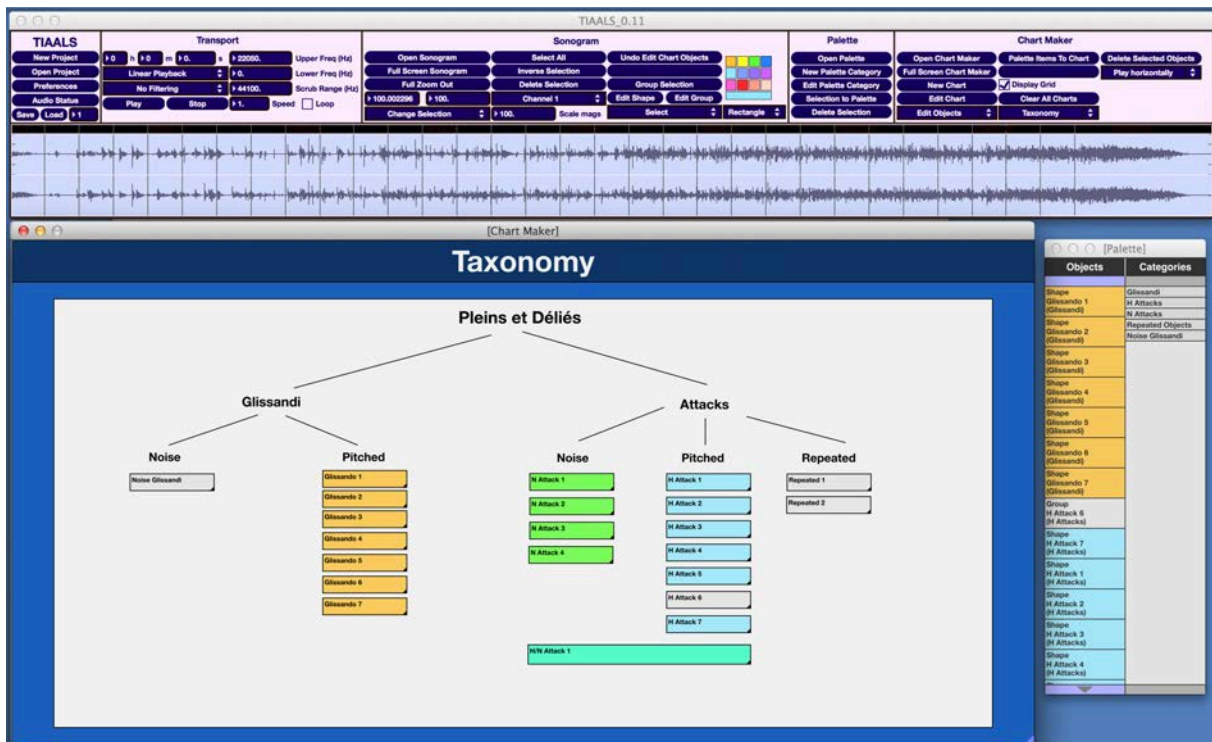 TIAALS_0.11
TIAALS
New Project
Open Project
Preferences
Audio Status
Save Load 1
Transport
0 h 0 m 0. s 22050. Upper Freq (Hz)
Linear Playback 0. Lower Freq (Hz)
No Filtering 44100. Scrub Range (Hz)
Play Stop 1. Speed Loop
Sonogram
Open Sonogram Select All Undo Edit Chart Objects
Full Screen Sonogram Inverse Selection
Full Zoom Out Delete Selection Group Selection
100.002296 100. Channel 1 Edit Shape Edit Group
Change Selection 100. Scale mags Select Rectangle
Palette
Open Palette
New Palette Category
Edit Palette Category
Selection to Palette
Delete Selection
Chart Maker
Open Chart Maker Palette Items To Chart Delete Selected Objects
Full Screen Chart Maker Play horizontally
New Chart Display Grid
Edit Chart Clear All Charts
Edit Objects Taxonomy
[Chart Maker]
Taxonomy
Pleins et Déliés
Glissandi
Attacks
Noise
Pitched
Noise
Pitched
Repeated
Noise Glissandi
Glissando 1
Glissando 2
Glissando 3
Glissando 4
Glissando 5
Glissando 6
Glissando 7
N Attack 1
N Attack 2
N Attack 3
N Attack 4
H Attack 1
H Attack 2
H Attack 3
H Attack 4
H Attack 5
H Attack 6
H Attack 7
Repeated 1
Repeated 2
H/N Attack 1
[Palette]
Objects
Shape
Glissando 1
(Glissandi)
Shape
Glissando 2
(Glissandi)
Shape
Glissando 3
(Glissandi)
Shape
Glissando 4
(Glissandi)
Shape
Glissando 5
(Glissandi)
Shape
Glissando 6
(Glissandi)
Shape
Glissando 7
(Glissandi)
Group
H Attack 6
(H Attacks)
Shape
H Attack 7
(H Attacks)
Shape
H Attack 1
(H Attacks)
Shape
H Attack 2
(H Attacks)
Shape
H Attack 3
(H Attacks)
Shape
H Attack 4
(H Attacks)
Categories
Glissandi
H Attacks
N Attacks
Repeated Objects
Noise Glissandi